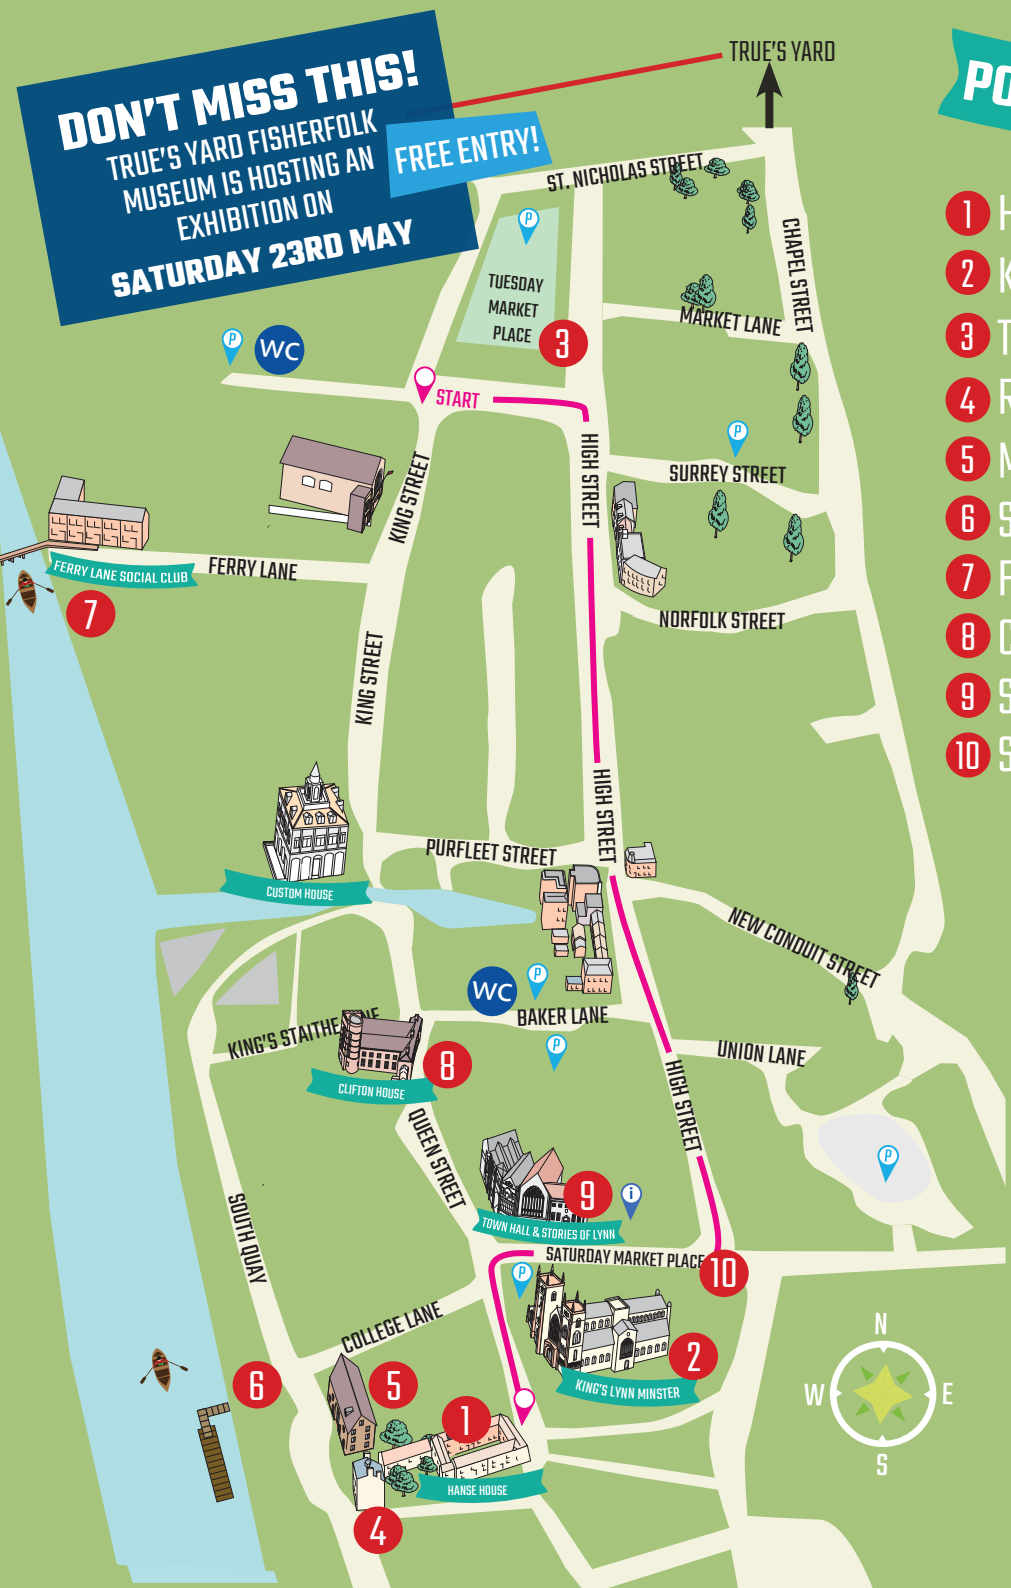 DON'T MISS THIS!
TRUE'S YARD FISHERFOLK
MUSEUM IS HOSTING AN
EXHIBITION ON
SATURDAY 23RD MAY
FREE ENTRY!
TRUE'S YARD
PO
1 H
2 K
3 T
4 R
5 M
6 S
7 F
8 C
9 S
10 S
ST. NICHOLAS STREET
CHAPEL STREET
P
TUESDAY
MARKET
PLACE
3
MARKET LANE
P
WC
START
P
SURREY STREET
HIGH STREET
KING STREET
FERRY LANE
FERRY LANE SOCIAL CLUB
7
NORFOLK STREET
KING STREET
HIGH STREET
PURFLEET STREET
CUSTOM HOUSE
NEW CONDUIT STREET
WC
P
BAKER LANE
P
KING'S STAITHE LANE
8
CLIFTON HOUSE
UNION LANE
HIGH STREET
QUEEN STREET
P
9
i
TOWN HALL & STORIES OF LYNN
SOUTH QUAY
SATURDAY MARKET PLACE
10
P
COLLEGE LANE
2
KING'S LYNN MINSTER
6
5
1
HANSE HOUSE
4
N
W
E
S